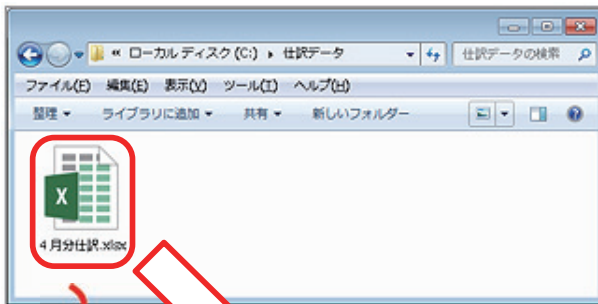 « ローカル ディスク (C:) ▸ 仕訳データ 仕訳データの検索
ファイル(F) 編集(E) 表示(V) ツール(T) ヘルプ(H)
整理 ▾ ライブラリに追加 ▾ 共有 ▾ 新しいフォルダー
X
4月分仕訳.xlsx